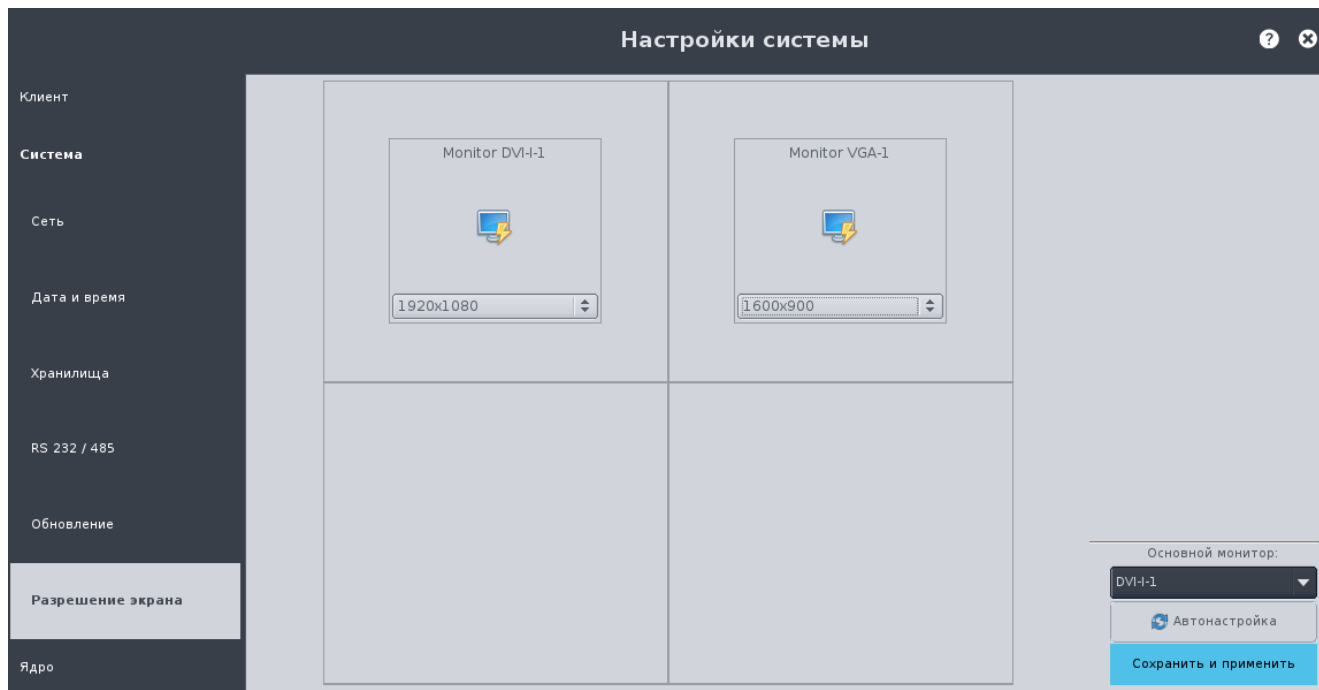 Настройки системы
Клиент
Система
Сеть
Дата и время
Хранилища
RS 232 / 485
Обновление
Разрешение экрана
Ядро
Monitor DVI-I-1
1920x1080
Monitor VGA-1
1600x900
Основной монитор:
DVI-I-1
Автонастройка
Сохранить и применить